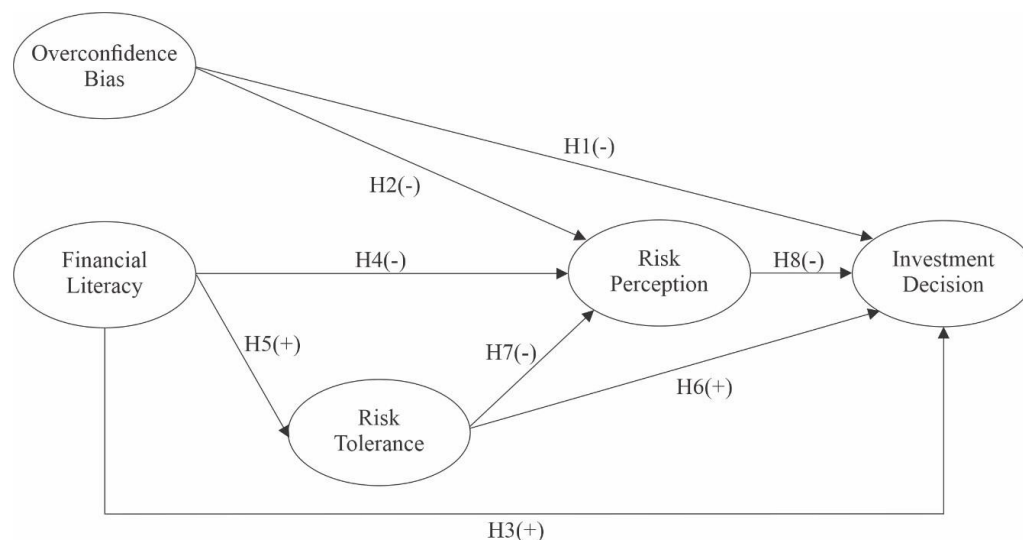 Overconfidence
Bias
H1(-)
H2(-)
Financial
Literacy
H4(-)
Risk
Perception
H8(-)
Investment
Decision
H5(+)
H7(-)
H6(+)
Risk
Tolerance
H3(+)